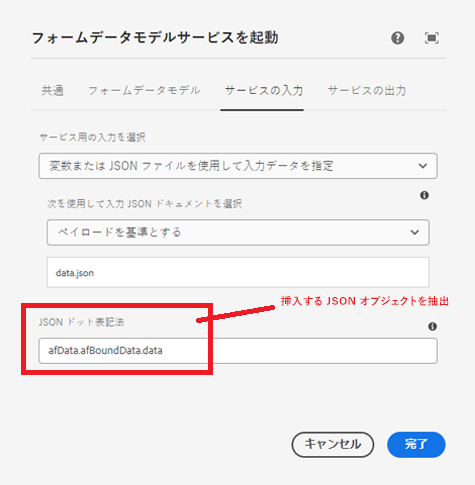 フォームデータモデルサービスを起動
共通 フォームデータモデル サービスの入力 サービスの出力
サービス用の入力を選択
変数または JSON ファイルを使用して入力データを指定
次を使用して入力 JSON ドキュメントを選択
ペイロードを基準とする
data.json
挿入する JSON オブジェクトを抽出
JSON ドット表記法
afData.afBoundData.data
キャンセル 完了